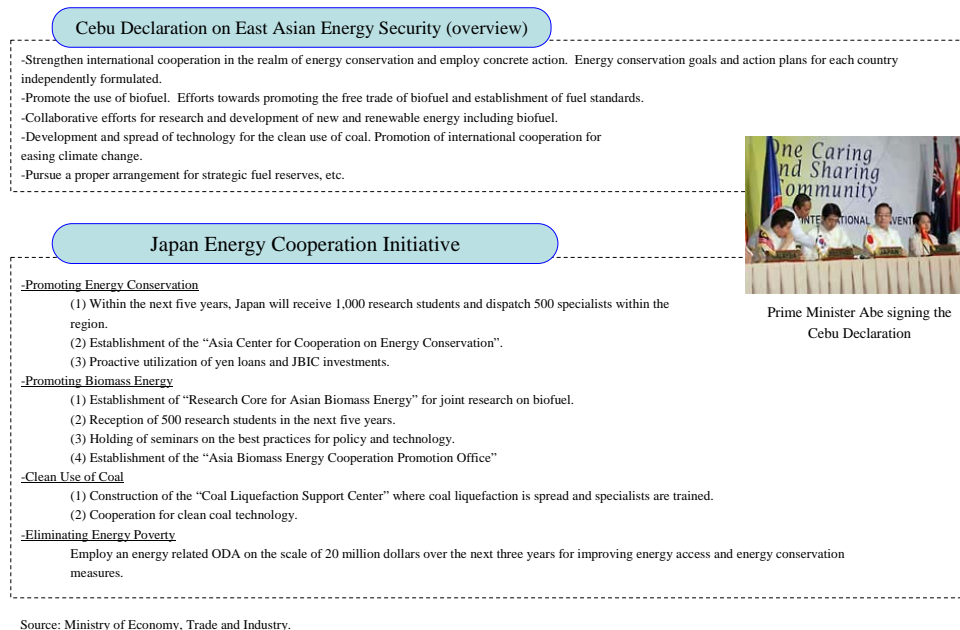 Cebu Declaration on East Asian Energy Security (overview)
-Strengthen international cooperation in the realm of energy conservation and employ concrete action.  Energy conservation goals and action plans for each country
independently formulated.
-Promote the use of biofuel.  Efforts towards promoting the free trade of biofuel and establishment of fuel standards.
-Collaborative efforts for research and development of new and renewable energy including biofuel.
-Development and spread of technology for the clean use of coal. Promotion of international cooperation for
easing climate change.
-Pursue a proper arrangement for strategic fuel reserves, etc.
One Caring
and Sharing
Community
JAPAN
Prime Minister Abe signing the
Cebu Declaration
Japan Energy Cooperation Initiative
-Promoting Energy Conservation
(1) Within the next five years, Japan will receive 1,000 research students and dispatch 500 specialists within the
region.
(2) Establishment of the “Asia Center for Cooperation on Energy Conservation”.
(3) Proactive utilization of yen loans and JBIC investments.
-Promoting Biomass Energy
(1) Establishment of “Research Core for Asian Biomass Energy” for joint research on biofuel.
(2) Reception of 500 research students in the next five years.
(3) Holding of seminars on the best practices for policy and technology.
(4) Establishment of the “Asia Biomass Energy Cooperation Promotion Office”
-Clean Use of Coal
(1) Construction of the “Coal Liquefaction Support Center” where coal liquefaction is spread and specialists are trained.
(2) Cooperation for clean coal technology.
-Eliminating Energy Poverty
Employ an energy related ODA on the scale of 20 million dollars over the next three years for improving energy access and energy conservation
measures.
Source: Ministry of Economy, Trade and Industry.